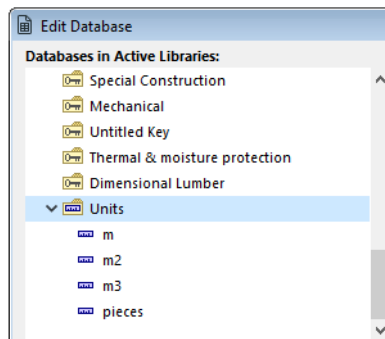 Edit Database
Databases in Active Libraries:
Special Construction
Mechanical
Untitled Key
Thermal & moisture protection
Dimensional Lumber
Units
m
m2
m3
pieces